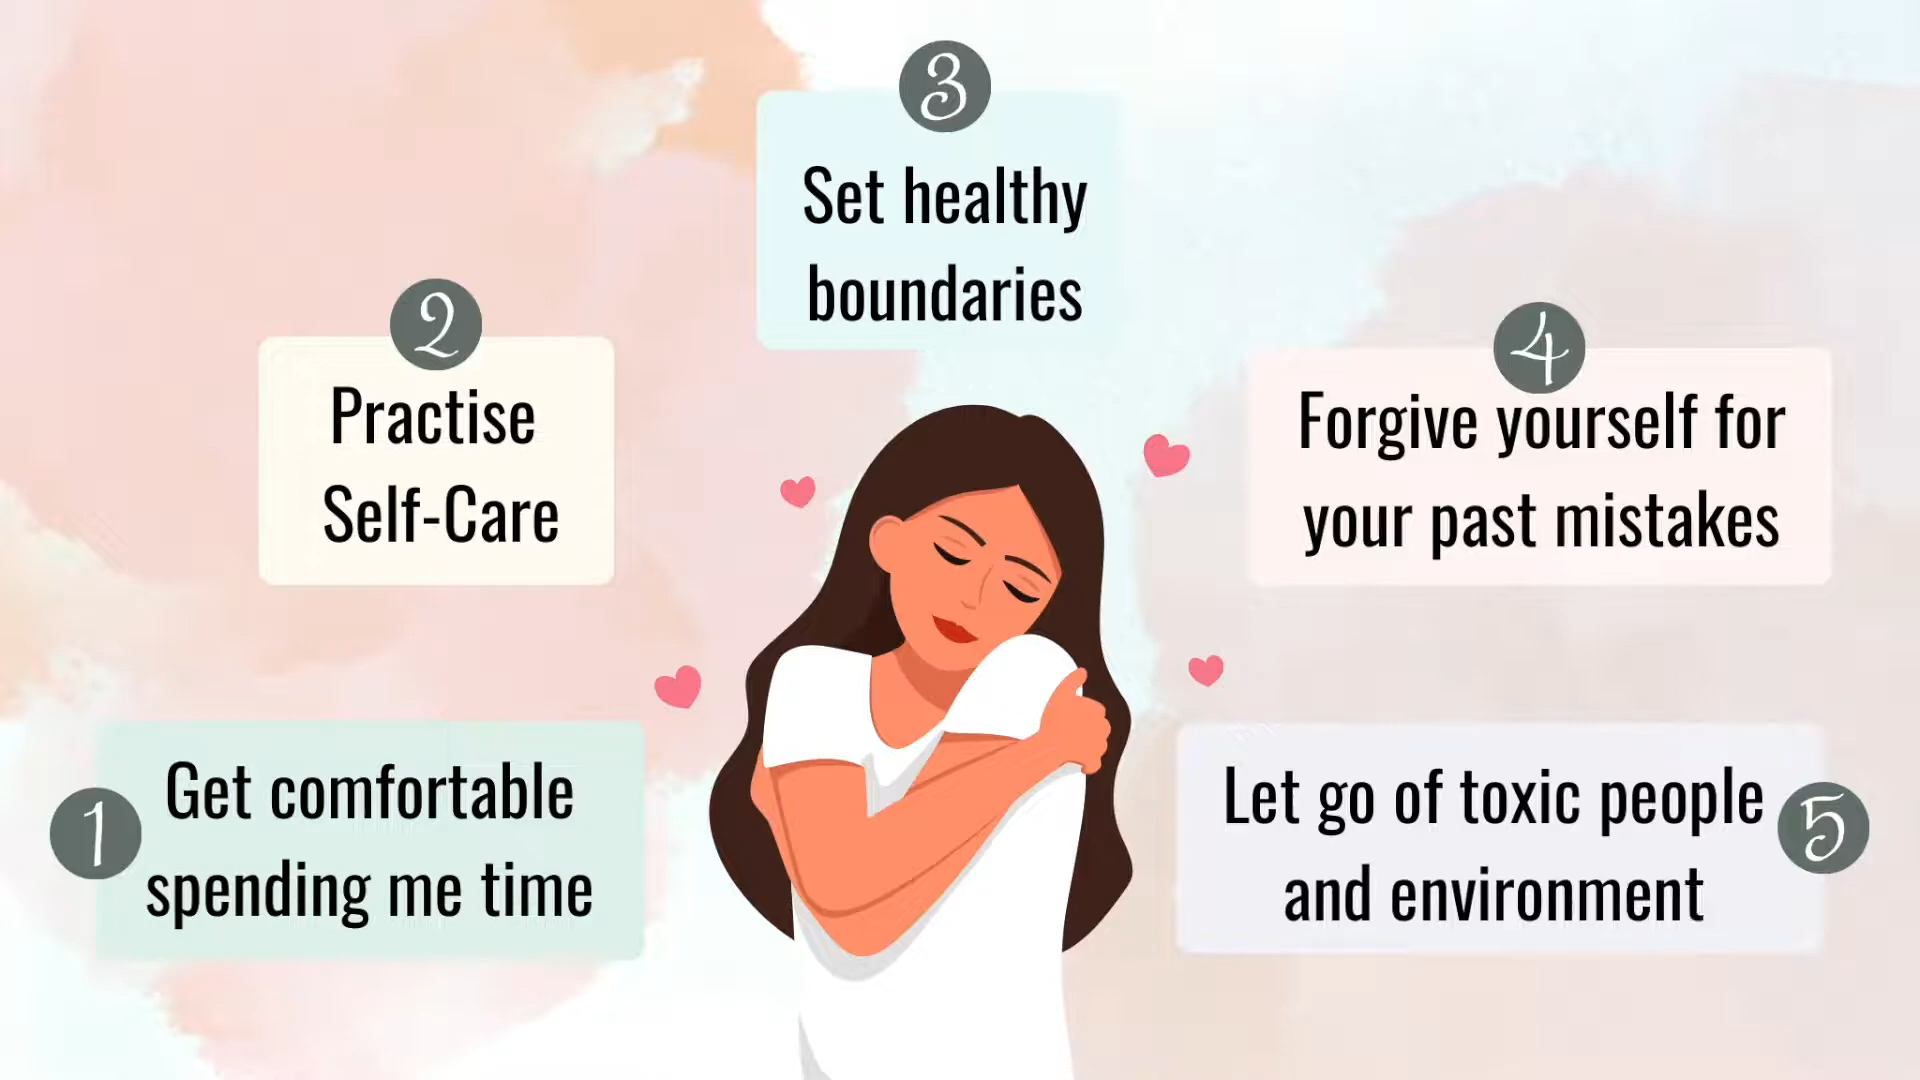 1
Get comfortable
spending me time
2
Practise
Self-Care
3
Set healthy
boundaries
4
Forgive yourself for
your past mistakes
5
Let go of toxic people
and environment